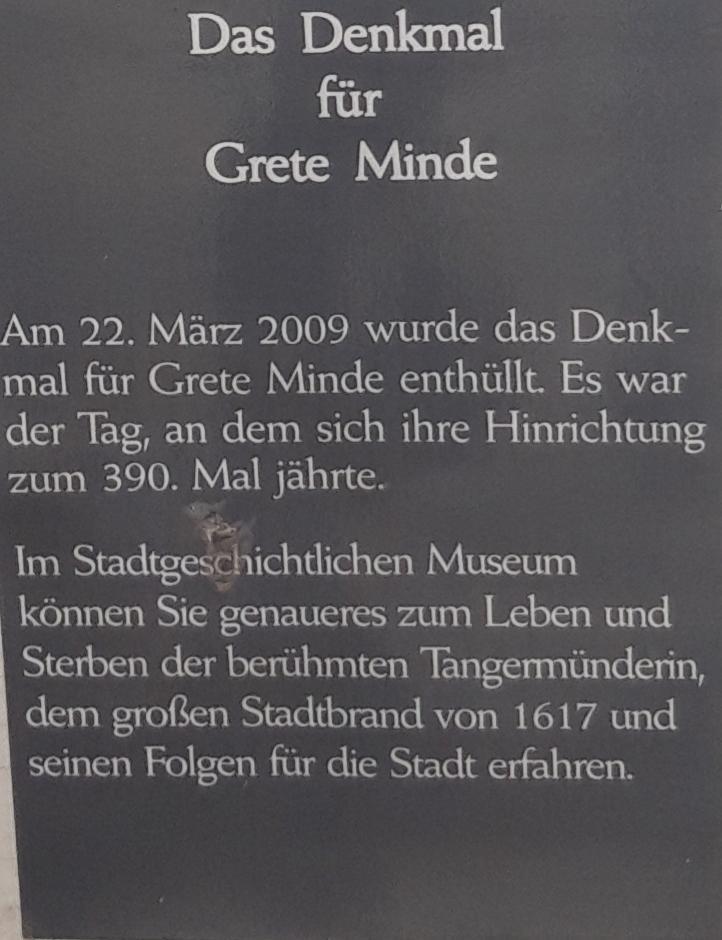 Das Denkmal
für
Grete Minde
Am 22. März 2009 wurde das Denk-
mal für Grete Minde enthüllt. Es war
der Tag, an dem sich ihre Hinrichtung
zum 390. Mal jährte.
Im Stadtgeschichtlichen Museum
können Sie genaueres zum Leben und
Sterben der berühmten Tangermünderin,
dem großen Stadtbrand von 1617 und
seinen Folgen für die Stadt erfahren.